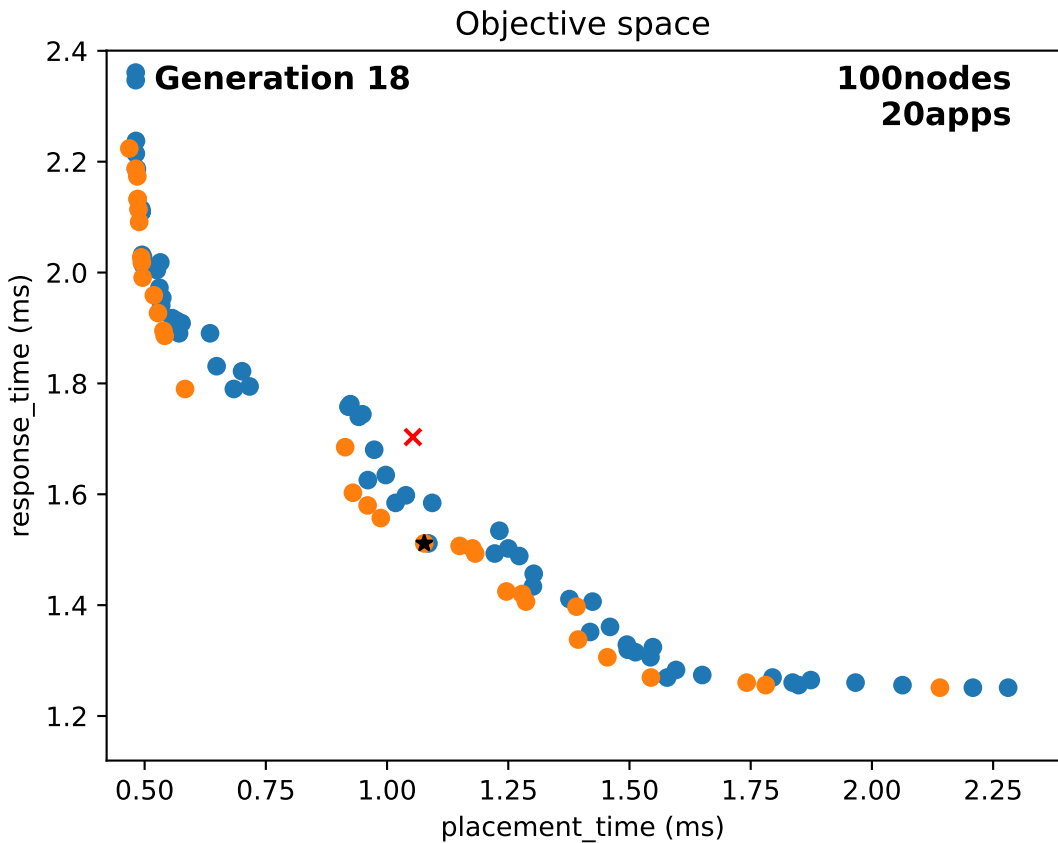 Objective space
2.4
Generation 18
100nodes
20apps
2.2
2.0
1.8
1.6
1.4
1.2
response_time (ms)
0.50 0.75 1.00 1.25 1.50 1.75 2.00 2.25
placement_time (ms)